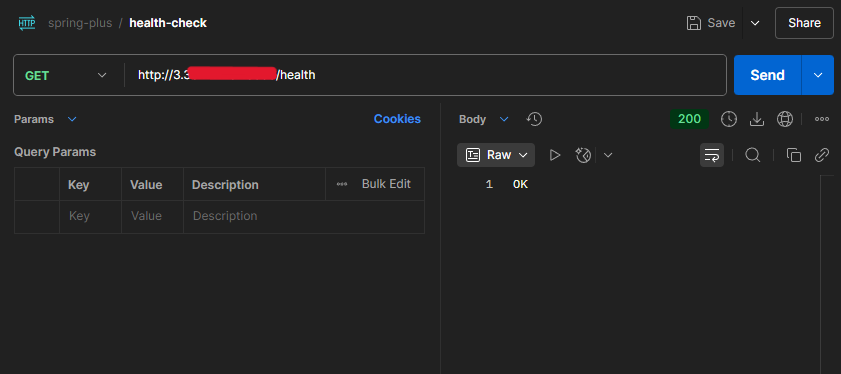 HTTP spring-plus / health-check Save Share
GET http://3.3 /health Send
Params Cookies
Query Params
Key Value Description Bulk Edit
Key Value Description
Body 200
Raw
1 OK